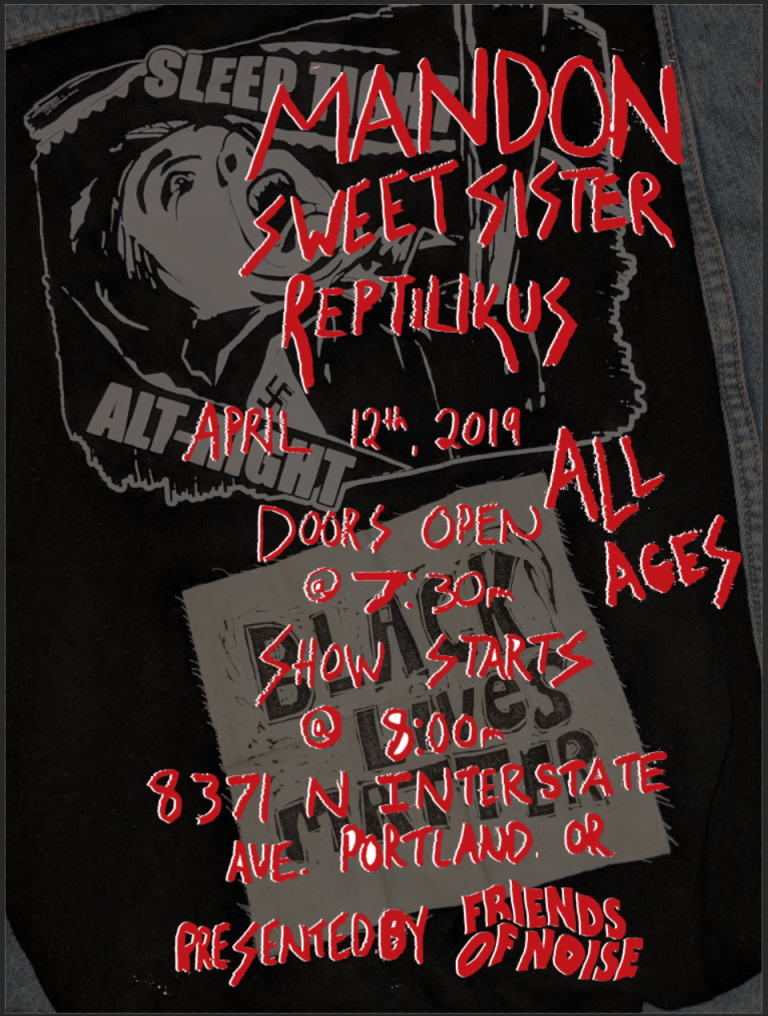 SLEEP TIGHT
MANDON
SWEET SISTER
REPTILIKUS
ALT-RIGHT
APRIL 12th, 2019
ALL
AGES
DOORS OPEN
@ 7:30pm
SHOW STARTS
@ 8:00pm
BLACK
LIVES
MATTER
8371 N INTERSTATE
AVE. PORTLAND. OR
PRESENTED BY FRIENDS
OF NOISE